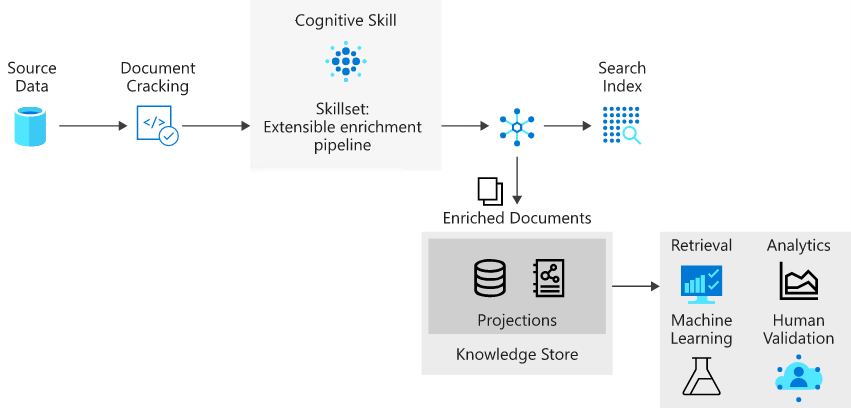 Cognitive Skill
Source
Data
Document
Cracking
</>
Skillset:
Extensible enrichment
pipeline
Search
Index
Enriched Documents
Projections
Knowledge Store
Retrieval
Analytics
Machine
Learning
Human
Validation